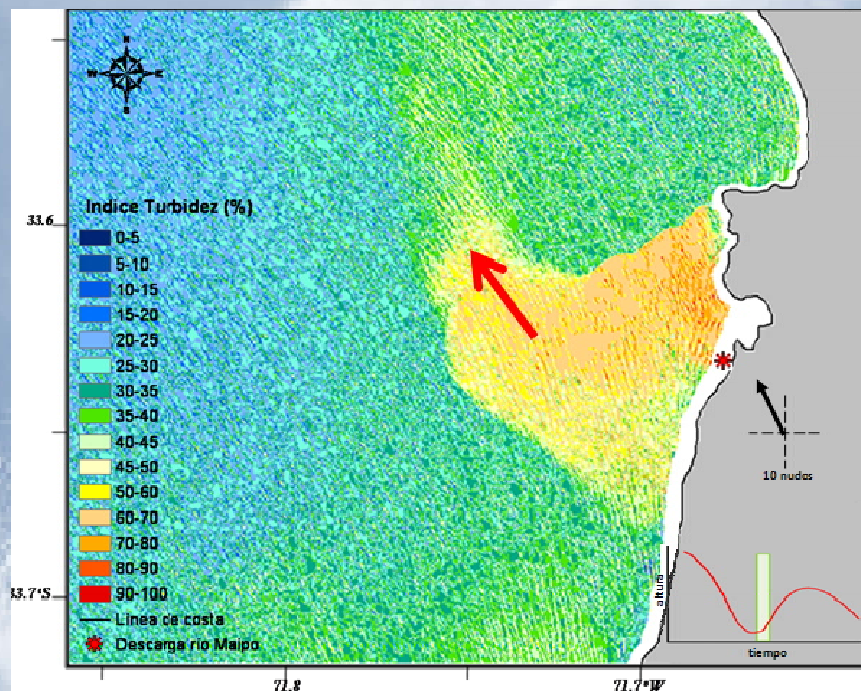 N
W E
S
Indice Turbidez (%)
33.6
0-5
5-10
10-15
15-20
20-25
25-30
30-35
35-40
40-45
45-50
50-60
60-70
70-80
80-90
90-100
Linea de costa
Descarga rio Maipo
10 nudos
altura
tiempo
33.7°S
71.8
71.7°W